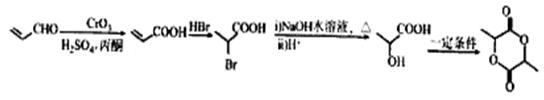 CHO
CrO₃
H₂SO₄,丙酮
COOH
HBr
COOH
Br
i)NaOH水溶液,△
ii)H⁺
COOH
OH
一定条件
O
O
O
O